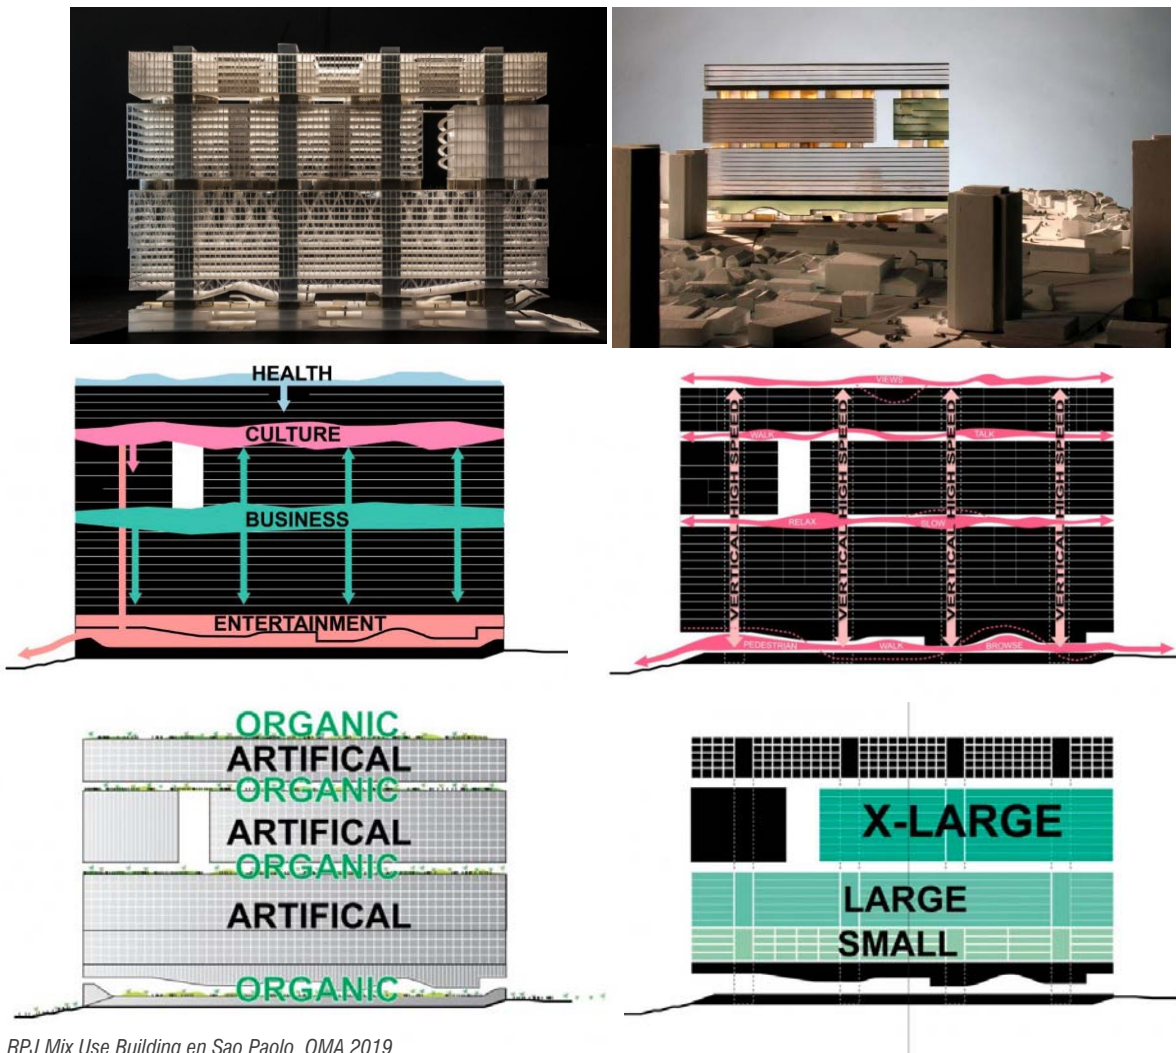 HEALTH
CULTURE
BUSINESS
ENTERTAINMENT
VIEWS
WALK
TALK
RELAX
SLOW
VERTICAL HIGH SPEED
VERTICAL HIGH SPEED
VERTICAL HIGH SPEED
VERTICAL HIGH SPEED
PEDESTRIAN
WALK
BROWSE
ORGANIC
ARTIFICAL
ORGANIC
ARTIFICAL
ORGANIC
ARTIFICAL
ORGANIC
X-LARGE
LARGE
SMALL
BPJ Mix Use Building en Sao Paolo, OMA 2019